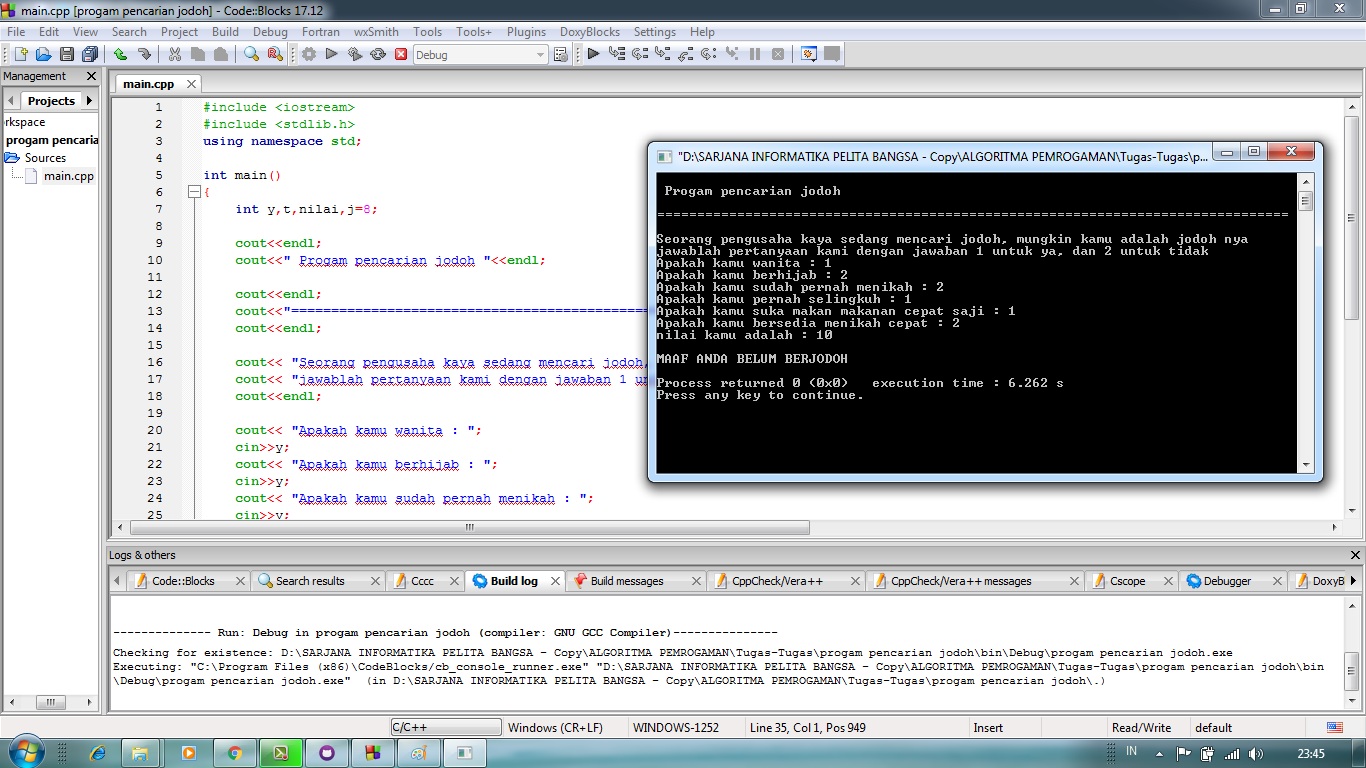 main.cpp [progam pencarian jodoh] - Code::Blocks 17.12
File Edit View Search Project Build Debug Fortran wxSmith Tools Tools+ Plugins DoxyBlocks Settings Help
Debug
Management
Projects
rkspace
progam pencaria
Sources
main.cpp
main.cpp
1 #include <iostream>
2 #include <stdlib.h>
3 using namespace std;
4
5 int main()
6 {
7 int y,t,nilai,j=8;
8
9 cout<<endl;
10 cout<<" Progam pencarian jodoh "<<endl;
11
12 cout<<endl;
13 cout<<"=============================================
14 cout<<endl;
15
16 cout<< "Seorang pengusaha kaya sedang mencari jodoh,
17 cout<< "jawablah pertanyaan kami dengan jawaban 1 un
18 cout<<endl;
19
20 cout<< "Apakah kamu wanita : ";
21 cin>>y;
22 cout<< "Apakah kamu berhijab : ";
23 cin>>y;
24 cout<< "Apakah kamu sudah pernah menikah : ";
25 cin>>y;
"D:\SARJANA INFORMATIKA PELITA BANGSA - Copy\ALGORITMA PEMROGAMAN\Tugas-Tugas\p...
Progam pencarian jodoh
===============================================================================
Seorang pengusaha kaya sedang mencari jodoh, mungkin kamu adalah jodoh nya
jawablah pertanyaan kami dengan jawaban 1 untuk ya, dan 2 untuk tidak
Apakah kamu wanita : 1
Apakah kamu berhijab : 2
Apakah kamu sudah pernah menikah : 2
Apakah kamu pernah selingkuh : 1
Apakah kamu suka makan makanan cepat saji : 1
Apakah kamu bersedia menikah cepat : 2
nilai kamu adalah : 10
MAAF ANDA BELUM BERJODOH
Process returned 0 (0x0)   execution time : 6.262 s
Press any key to continue.
Logs & others
Code::Blocks Search results Cccc Build log Build messages CppCheck/Vera++ CppCheck/Vera++ messages Cscope Debugger DoxyB
-------------- Run: Debug in progam pencarian jodoh (compiler: GNU GCC Compiler)---------------
Checking for existence: D:\SARJANA INFORMATIKA PELITA BANGSA - Copy\ALGORITMA PEMROGAMAN\Tugas-Tugas\progam pencarian jodoh\bin\Debug\progam pencarian jodoh.exe
Executing: "C:\Program Files (x86)\CodeBlocks/cb_console_runner.exe" "D:\SARJANA INFORMATIKA PELITA BANGSA - Copy\ALGORITMA PEMROGAMAN\Tugas-Tugas\progam pencarian jodoh\bin
\Debug\progam pencarian jodoh.exe"  (in D:\SARJANA INFORMATIKA PELITA BANGSA - Copy\ALGORITMA PEMROGAMAN\Tugas-Tugas\progam pencarian jodoh\.)
C/C++ Windows (CR+LF) WINDOWS-1252 Line 35, Col 1, Pos 949 Insert Read/Write default
IN 23:45